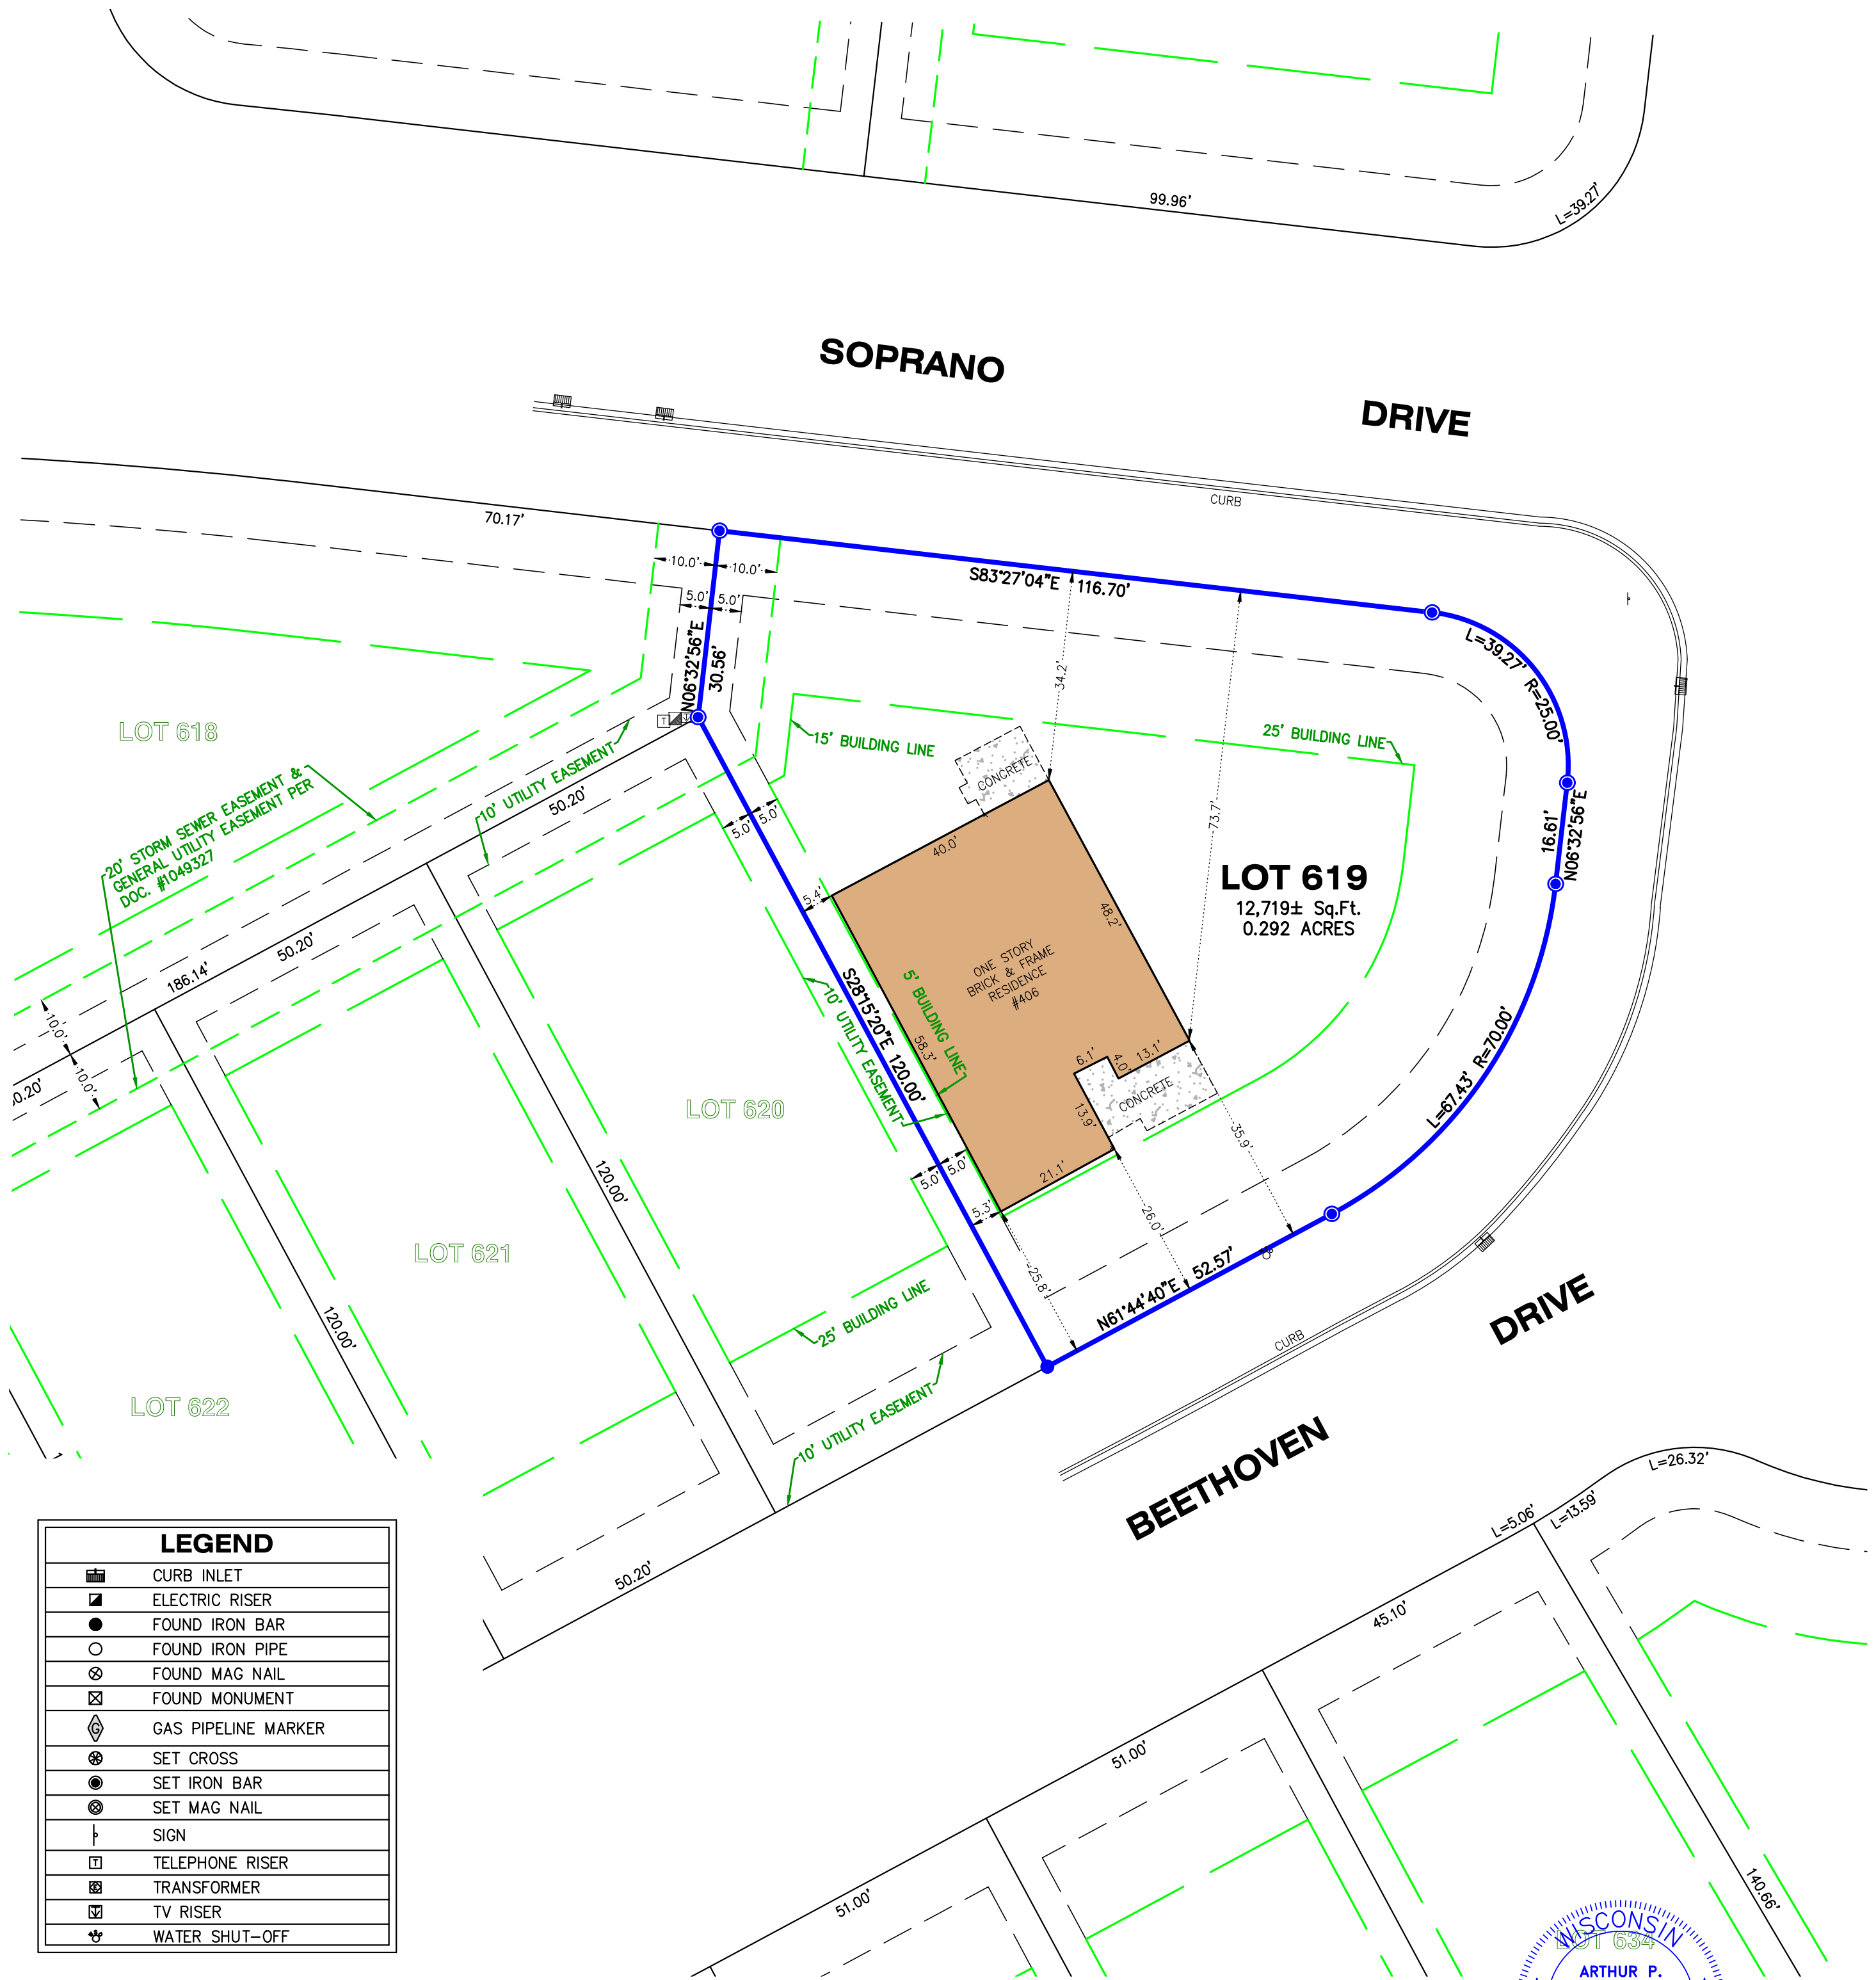 99.96'
L=39.27'
SOPRANO DRIVE
CURB
70.17'
10.0' 10.0'
5.0' 5.0'
S83°27'04"E 116.70'
N06°32'56"E
30.56'
34.2'
73.7'
L=39.27' R=25.00'
16.61'
N06°32'56"E
L=67.43' R=70.00'
15' BUILDING LINE
25' BUILDING LINE
CONCRETE
T
LOT 618
20' STORM SEWER EASEMENT &
GENERAL UTILITY EASEMENT PER
DOC. #1049327
10' UTILITY EASEMENT
50.20'
50.20'
186.14'
10.0'
10.0'
5.0' 5.0'
LOT 619
12,719± Sq.Ft.
0.292 ACRES
40.0'
5.4'
48.2'
ONE STORY
BRICK & FRAME
RESIDENCE
#406
5' BUILDING LINE
58.3'
S28°15'20"E 120.00'
10' UTILITY EASEMENT
6.1'
4.0'
13.1'
13.9'
CONCRETE
21.1'
35.9'
26.0'
25.8'
5.0' 5.0'
5.3'
N61°44'40"E 52.57'
LOT 620
LOT 621
LOT 622
120.00'
120.00'
25' BUILDING LINE
10' UTILITY EASEMENT
50.20'
CURB
BEETHOVEN DRIVE
L=26.32'
L=5.06'
L=13.59'
45.10'
51.00'
51.00'
140.66'
LOT 634
WISCONSIN
ARTHUR P.
LEGEND
CURB INLET
ELECTRIC RISER
FOUND IRON BAR
FOUND IRON PIPE
FOUND MAG NAIL
FOUND MONUMENT
G GAS PIPELINE MARKER
SET CROSS
SET IRON BAR
SET MAG NAIL
SIGN
T TELEPHONE RISER
TRANSFORMER
TV RISER
WATER SHUT-OFF